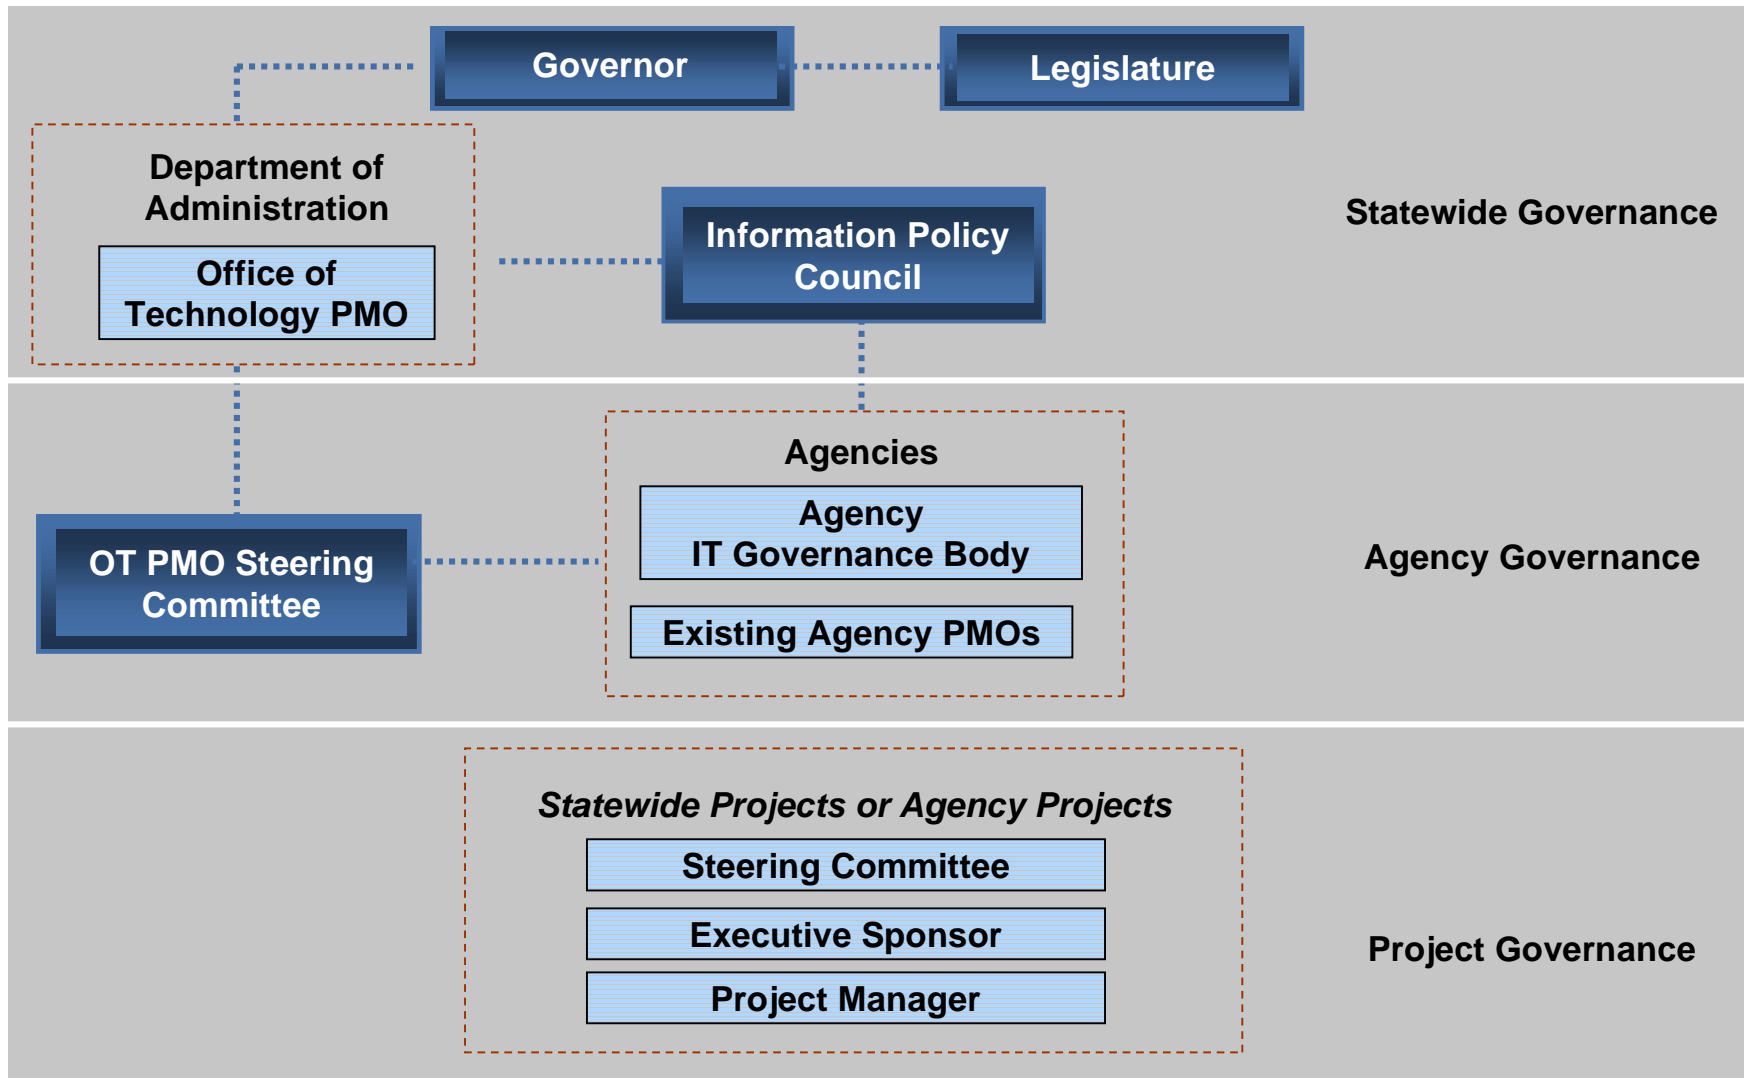 Governor
Legislature
Department of
Administration
Office of
Technology PMO
Information Policy
Council
Statewide Governance
Agencies
Agency
IT Governance Body
Existing Agency PMOs
OT PMO Steering
Committee
Agency Governance
Statewide Projects or Agency Projects
Steering Committee
Executive Sponsor
Project Manager
Project Governance